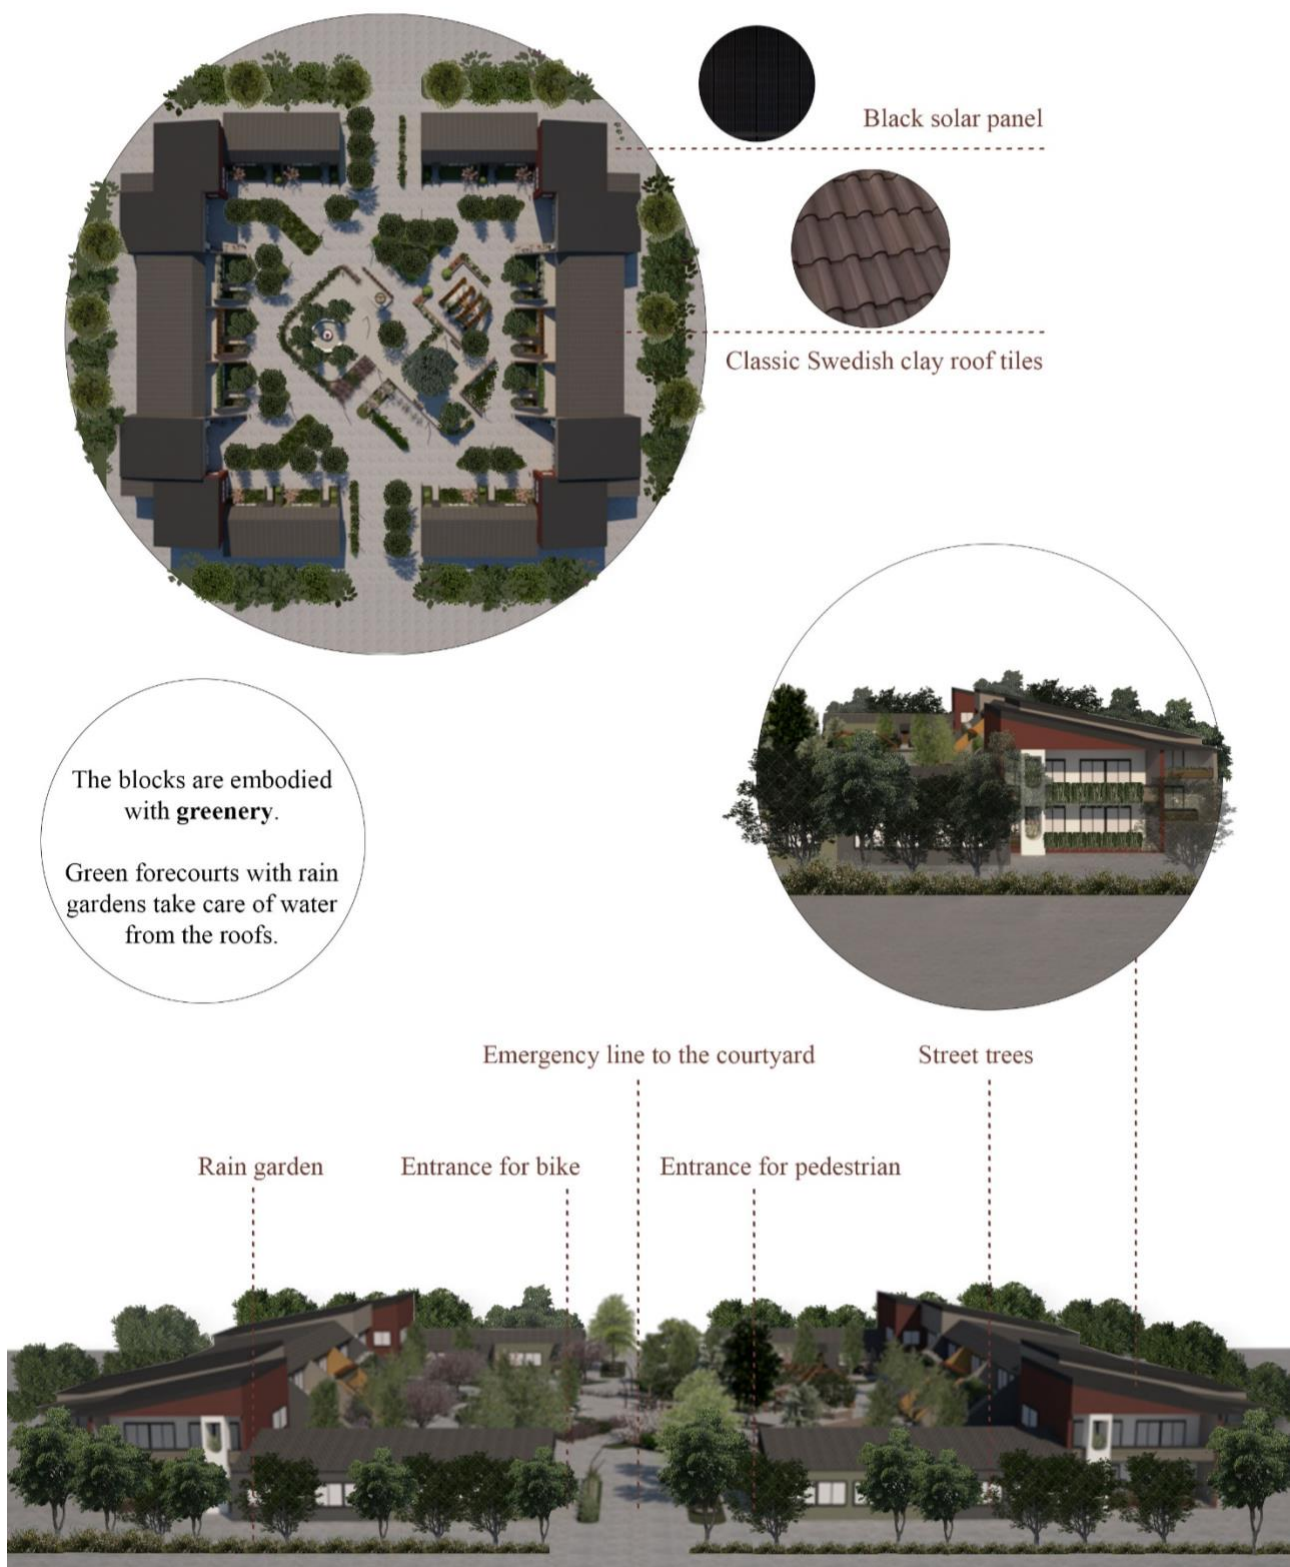 Black solar panel
Classic Swedish clay roof tiles
The blocks are embodied
with greenery.
Green forecourts with rain
gardens take care of water
from the roofs.
Emergency line to the courtyard
Street trees
Rain garden
Entrance for bike
Entrance for pedestrian